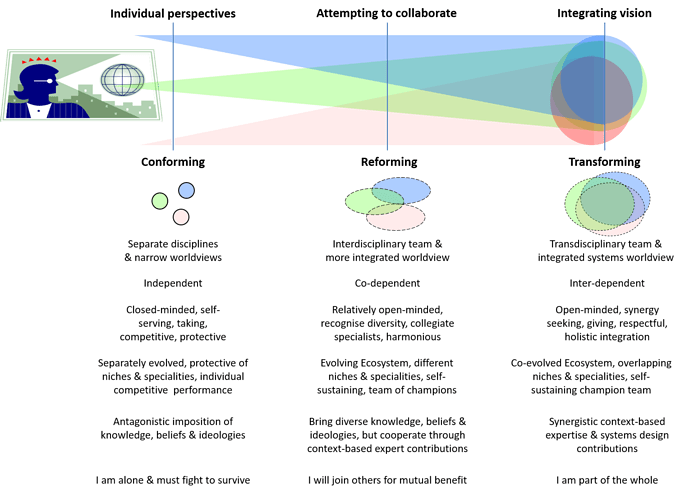 Individual perspectives
Attempting to collaborate
Integrating vision
Conforming
Reforming
Transforming
Separate disciplines
& narrow worldviews
Interdisciplinary team &
more integrated worldview
Transdisciplinary team &
integrated systems worldview
Independent
Co-dependent
Inter-dependent
Closed-minded, self-
serving, taking,
competitive, protective
Relatively open-minded,
recognise diversity, collegiate
specialists, harmonious
Open-minded, synergy
seeking, giving, respectful,
holistic integration
Separately evolved, protective of
niches & specialities, individual
competitive performance
Evolving Ecosystem, different
niches & specialities, self-
sustaining, team of champions
Co-evolved Ecosystem, overlapping
niches & specialities, self-
sustaining champion team
Antagonistic imposition of
knowledge, beliefs & ideologies
Bring diverse knowledge, beliefs &
ideologies, but cooperate through
context-based expert contributions
Synergistic context-based
expertise & systems design
contributions
I am alone & must fight to survive
I will join others for mutual benefit
I am part of the whole